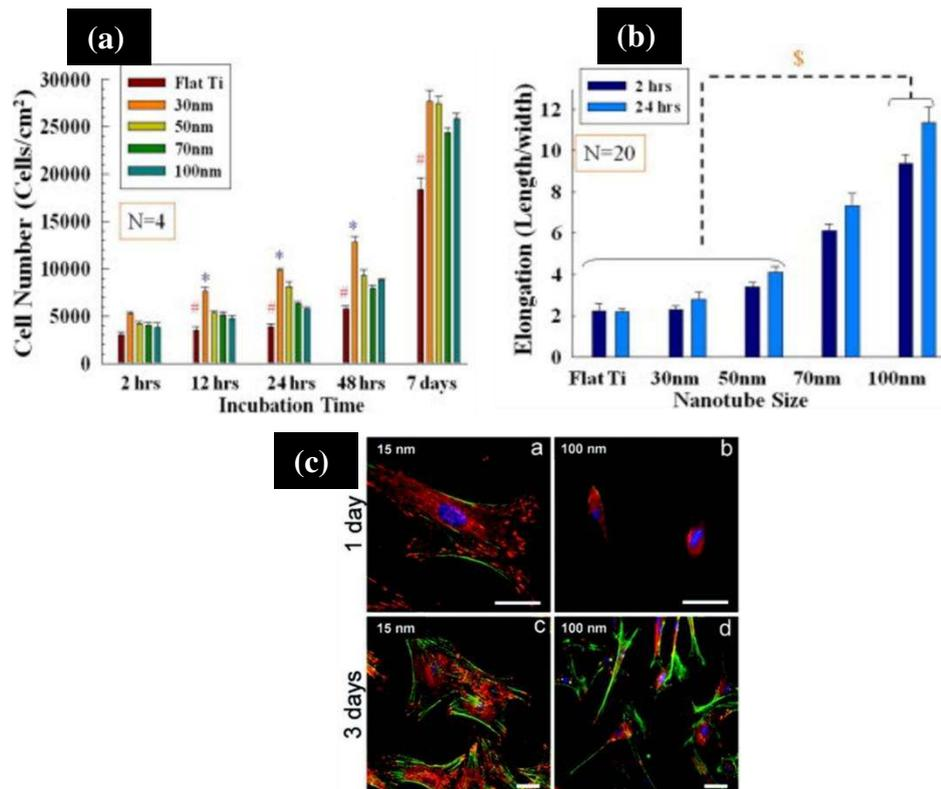 (a)
Cell Number (Cells/cm²)
30000
25000
20000
15000
10000
5000
0
Flat Ti
30nm
50nm
70nm
100nm
N=4
#
*
#
*
#
*
#
2 hrs 12 hrs 24 hrs 48 hrs 7 days
Incubation Time
(b)
$
Elongation (Length/width)
12
10
8
6
4
2
0
2 hrs
24 hrs
N=20
Flat Ti 30nm 50nm 70nm 100nm
Nanotube Size
(c)
1 day
15 nm a
100 nm b
3 days
15 nm c
100 nm d